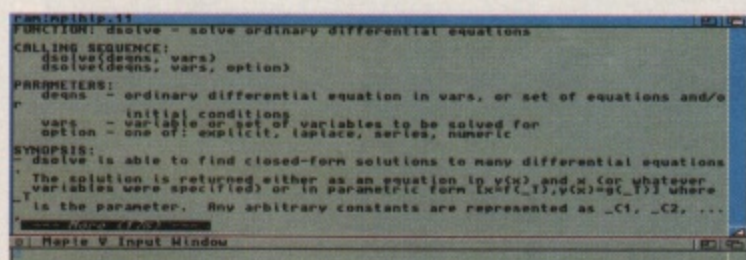 ram:mplhlp.11
FUNCTION: dsolve - solve ordinary differential equations
CALLING SEQUENCE:
dsolve(deqns, vars)
dsolve(deqns, vars, option)
PARAMETERS:
deqns - ordinary differential equation in vars, or set of equations and/o
r
initial conditions
vars - variable or set of variables to be solved for
option - one of: explicit, laplace, series, numeric
SYNOPSIS:
- dsolve is able to find closed-form solutions to many differential equations
.
The solution is returned either as an equation in y(x) and x (or whatever
variables were specified) or in parametric form [x=f(_T),y(x)=g(_T)] where
_T
is the parameter. Any arbitrary constants are represented as _C1, _C2, ...
.
--- More --- 
Maple V Input Window